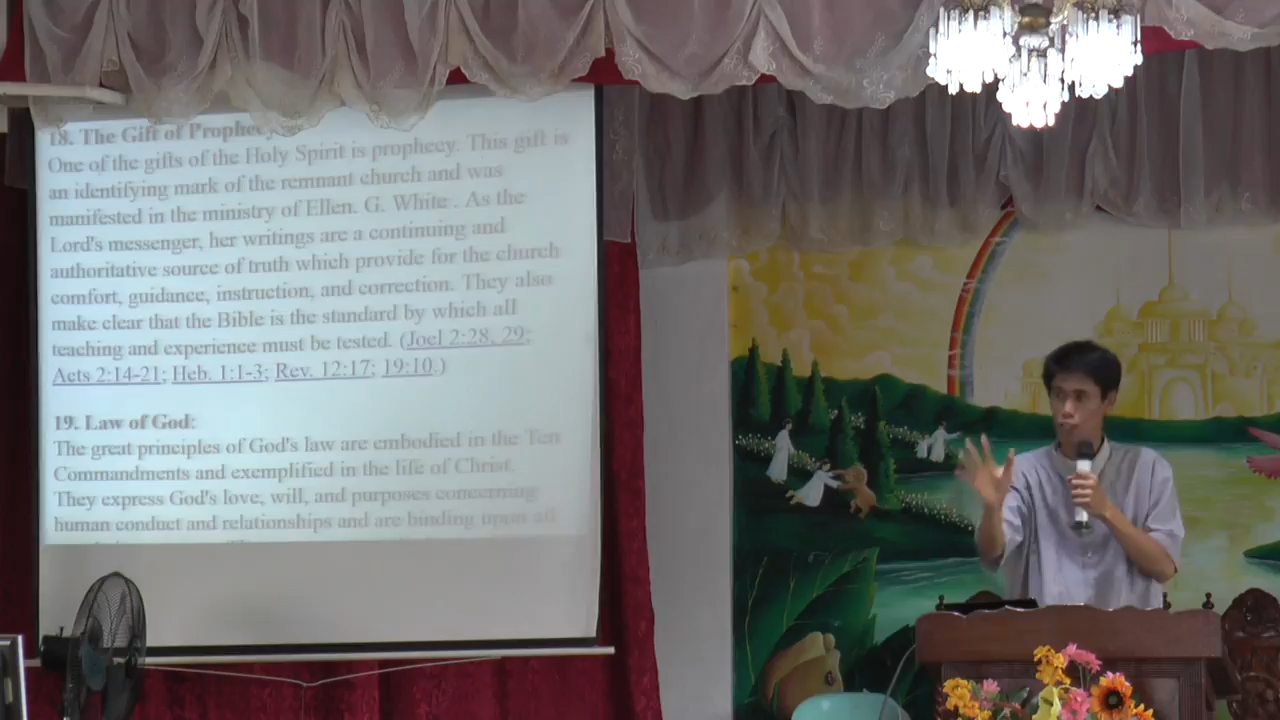 18. The Gift of Prophecy
One of the gifts of the Holy Spirit is prophecy. This gift is
an identifying mark of the remnant church and was
manifested in the ministry of Ellen. G. White . As the
Lord's messenger, her writings are a continuing and
authoritative source of truth which provide for the church
comfort, guidance, instruction, and correction. They also
make clear that the Bible is the standard by which all
teaching and experience must be tested. (Joel 2:28, 29;
Acts 2:14-21; Heb. 1:1-3; Rev. 12:17; 19:10.)
19. Law of God:
The great principles of God's law are embodied in the Ten
Commandments and exemplified in the life of Christ.
They express God's love, will, and purposes concerning
human conduct and relationships and are binding upon all